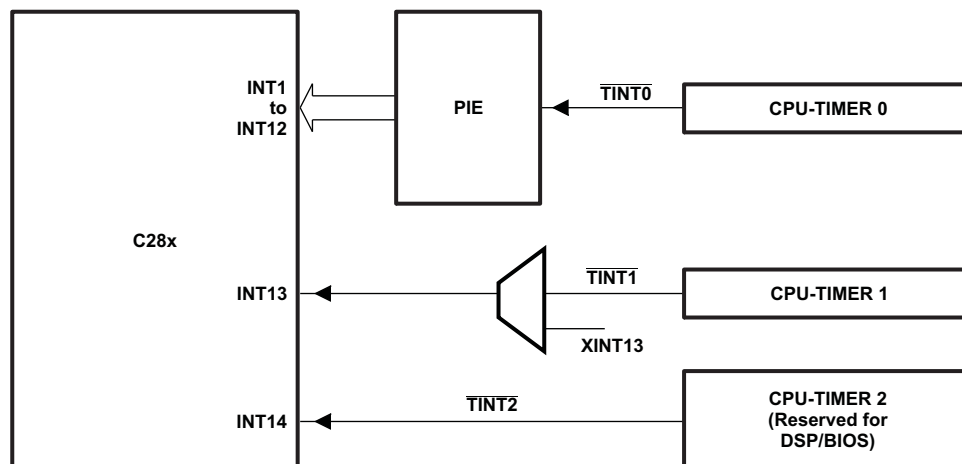 INT1
to
INT12
PIE
TINT0
CPU-TIMER 0
C28x
INT13
TINT1
CPU-TIMER 1
XINT13
INT14
TINT2
CPU-TIMER 2
(Reserved for
DSP/BIOS)